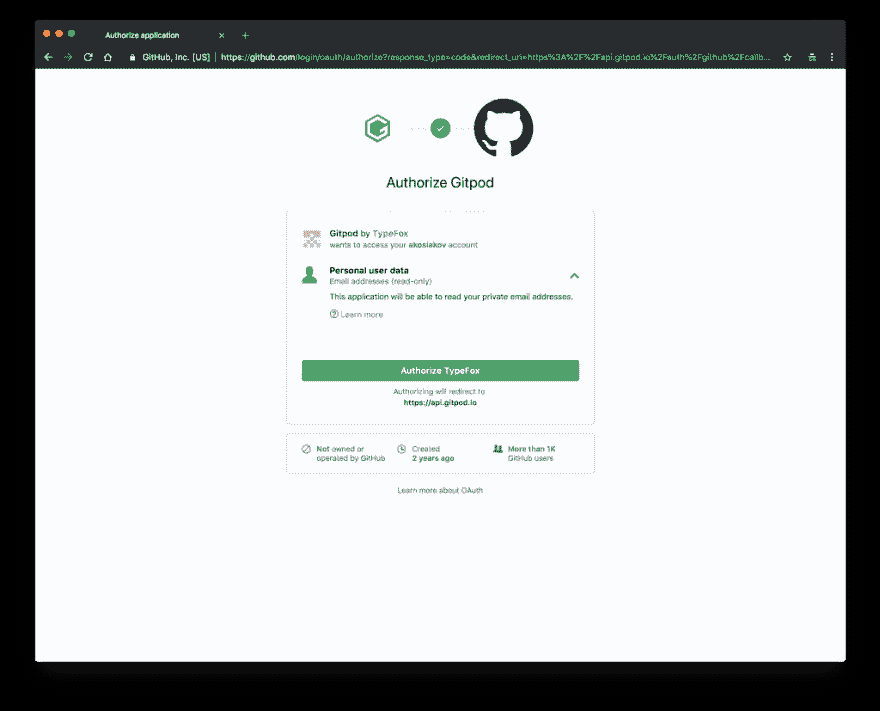 Authorize application
GitHub, Inc. [US] | https://github.com/login/oauth/authorize?response_type=code&redirect_uri=https%3A%2F%2Fapi.gitpod.io%2Fauth%2Fgithub%2Fcallb...
Authorize Gitpod
Gitpod by TypeFox
wants to access your akosiakov account
Personal user data
Email addresses (read-only)
This application will be able to read your private email addresses.
Learn more
Authorize TypeFox
Authorizing will redirect to
https://api.gitpod.io
Not owned or
operated by GitHub
Created
2 years ago
More than 1K
GitHub users
Learn more about OAuth